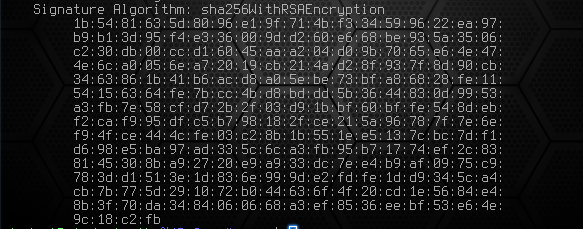 Signature Algorithm: sha256WithRSAEncryption
1b:54:81:63:5d:80:96:e1:9f:71:4b:f3:34:59:96:22:ea:97:
b9:b1:3d:95:f4:e3:36:00:9d:d2:60:e6:68:be:93:5a:35:06:
c2:30:db:00:cc:d1:60:45:aa:a2:04:d0:9b:70:65:e6:4e:47:
4e:6c:a0:05:6e:a7:20:19:cb:21:4a:d2:8f:93:7f:8d:90:cb:
34:63:86:1b:41:b6:ac:d8:a0:5e:be:73:bf:a8:68:28:fe:11:
54:15:63:64:fe:7b:cc:4b:d8:bd:dd:5b:36:44:83:0d:99:53:
a3:fb:7e:58:cf:d7:2b:2f:03:d9:1b:bf:60:bf:fe:54:8d:eb:
f2:ca:f9:95:df:c5:b7:98:18:2f:ce:21:5a:96:78:7f:7e:6e:
f9:4f:ce:44:4c:fe:03:c2:8b:1b:55:1e:e5:13:7c:bc:7d:f1:
d6:98:e5:ba:97:ad:33:5c:6c:a3:fb:95:b7:17:74:ef:2c:83:
81:45:30:8b:a9:27:20:e9:a9:33:dc:7e:e4:b9:af:09:75:c9:
78:3d:d1:51:3e:1d:83:6e:99:9d:e2:fd:fe:1d:d9:34:5c:a4:
cb:7b:77:5d:29:10:72:b0:44:63:6f:4f:20:cd:1e:56:84:e4:
8b:3f:70:da:34:84:06:06:68:a3:ef:85:36:ee:bf:53:e6:4e:
9c:18:c2:fb